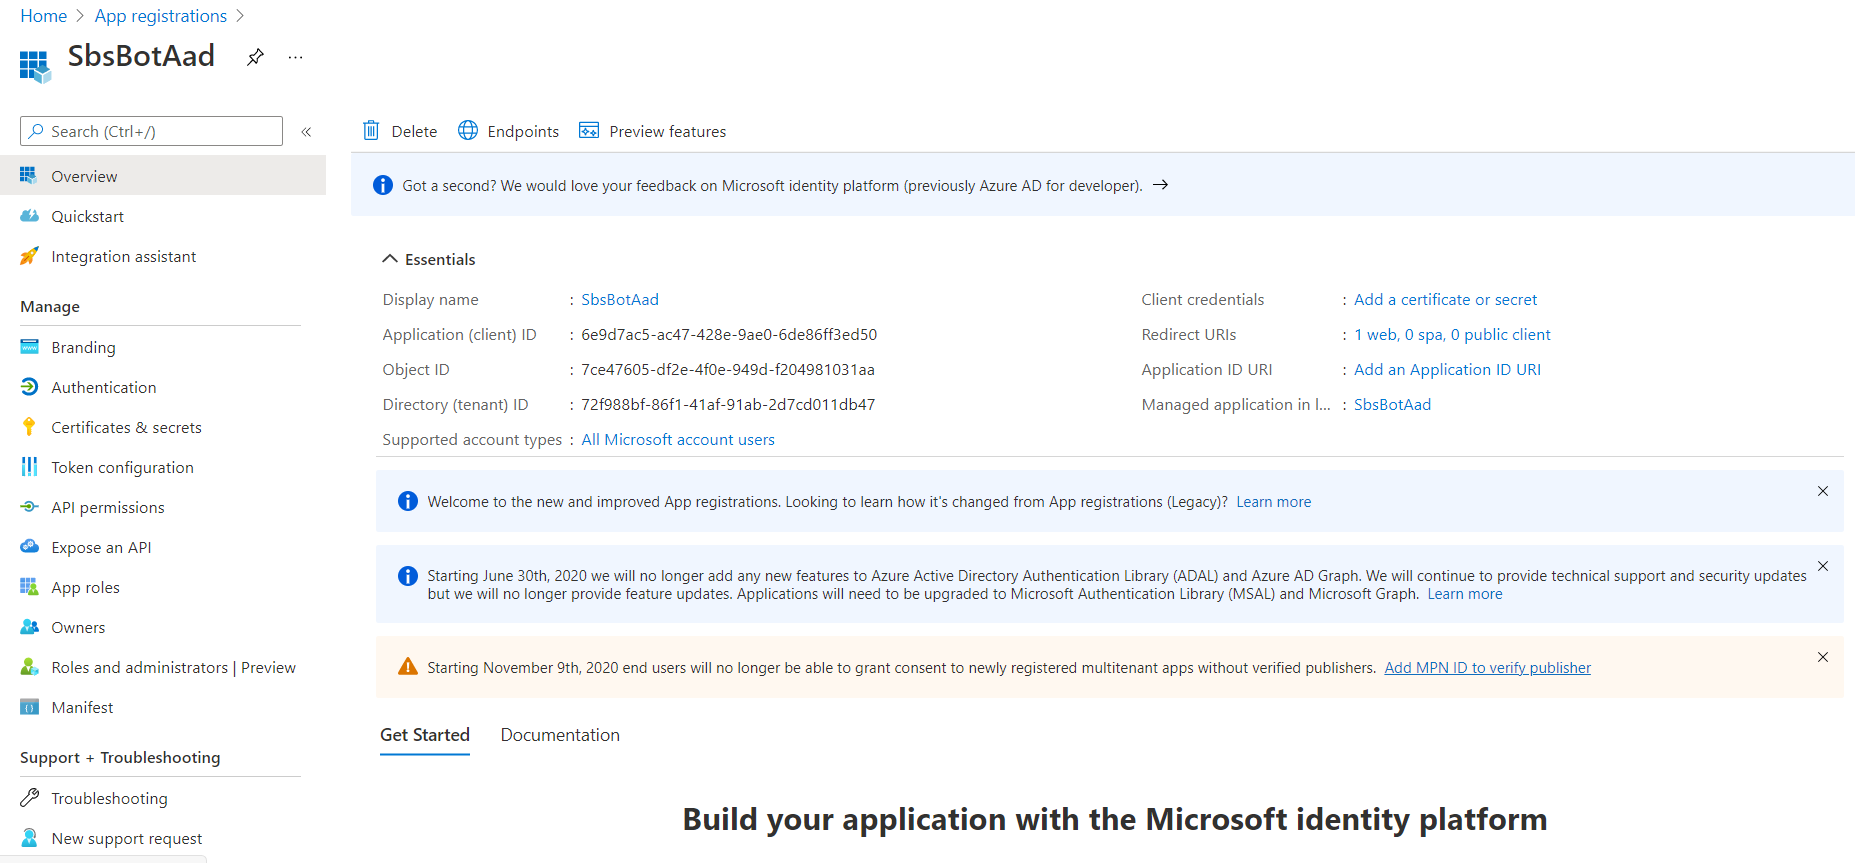 Home > App registrations >
SbsBotAad ...
Search (Ctrl+/) «
Overview
Quickstart
Integration assistant
Manage
Branding
Authentication
Certificates & secrets
Token configuration
API permissions
Expose an API
App roles
Owners
Roles and administrators | Preview
Manifest
Support + Troubleshooting
Troubleshooting
New support request
Delete Endpoints Preview features
Got a second? We would love your feedback on Microsoft identity platform (previously Azure AD for developer). →
Essentials
Display name : SbsBotAad
Application (client) ID : 6e9d7ac5-ac47-428e-9ae0-6de86ff3ed50
Object ID : 7ce47605-df2e-4f0e-949d-f204981031aa
Directory (tenant) ID : 72f988bf-86f1-41af-91ab-2d7cd011db47
Supported account types : All Microsoft account users
Client credentials : Add a certificate or secret
Redirect URIs : 1 web, 0 spa, 0 public client
Application ID URI : Add an Application ID URI
Managed application in l... : SbsBotAad
Welcome to the new and improved App registrations. Looking to learn how it's changed from App registrations (Legacy)? Learn more
Starting June 30th, 2020 we will no longer add any new features to Azure Active Directory Authentication Library (ADAL) and Azure AD Graph. We will continue to provide technical support and security updates
but we will no longer provide feature updates. Applications will need to be upgraded to Microsoft Authentication Library (MSAL) and Microsoft Graph. Learn more
Starting November 9th, 2020 end users will no longer be able to grant consent to newly registered multitenant apps without verified publishers. Add MPN ID to verify publisher
Get Started Documentation
Build your application with the Microsoft identity platform